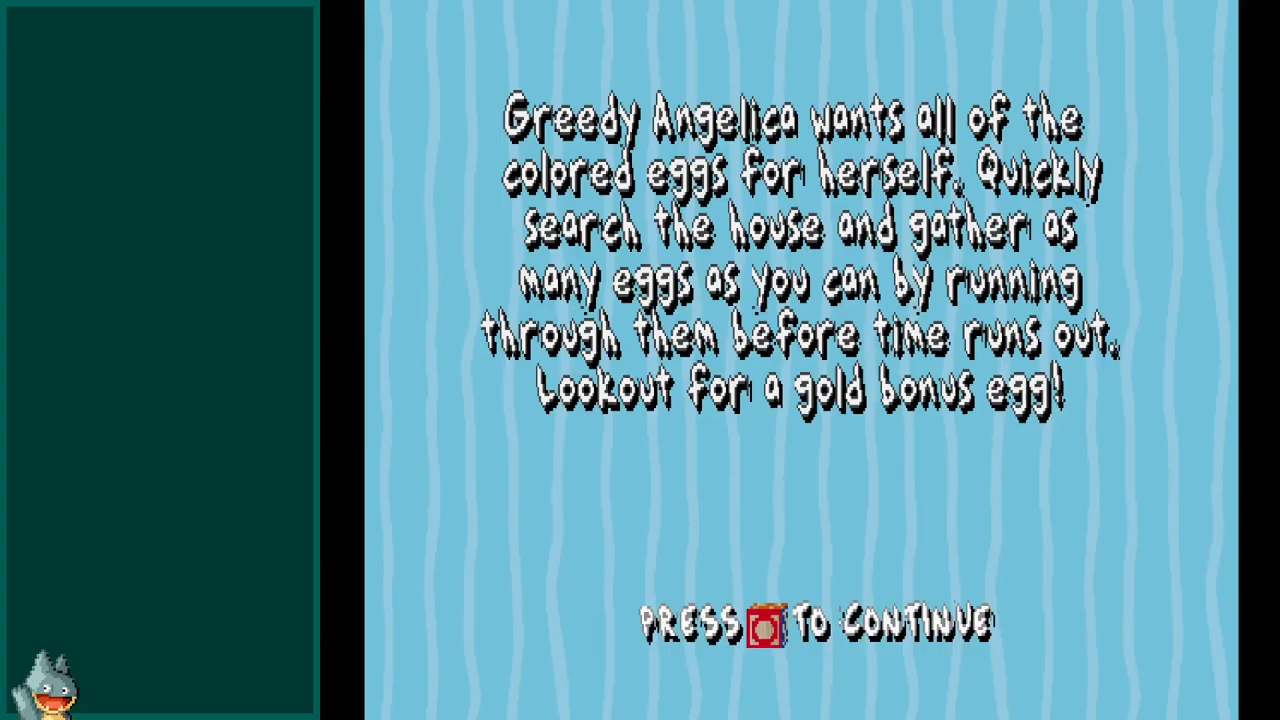 Greedy Angelica wants all of the
colored eggs for herself. Quickly
search the house and gather as
many eggs as you can by running
through them before time runs out.
Lookout for a gold bonus egg!
PRESS TO CONTINUE